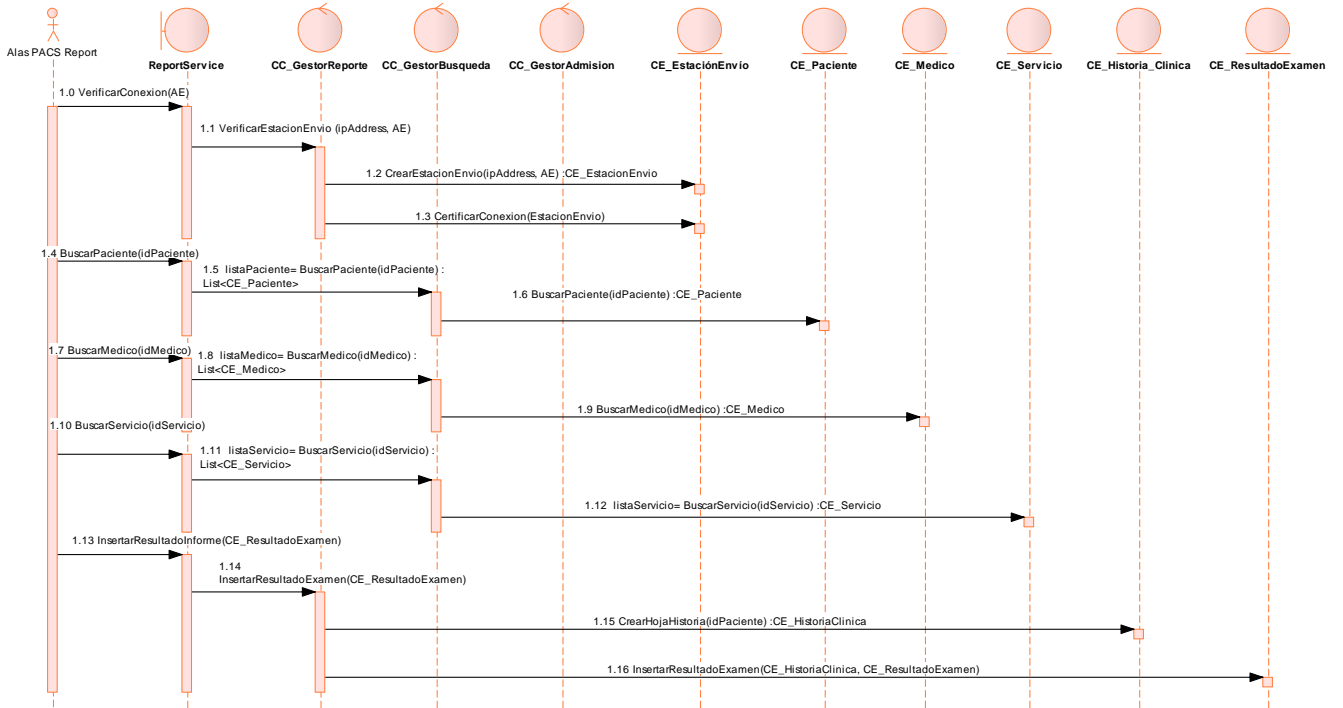 Alas PACS Report
ReportService
CC_GestorReporte
CC_GestorBusqueda
CC_GestorAdmision
CE_EstaciónEnvio
CE_Paciente
CE_Medico
CE_Servicio
CE_Historia_Clinica
CE_ResultadoExamen
1.0 VerificarConexion(AE)
1.1 VerificarEstacionEnvio (ipAddress, AE)
1.2 CrearEstacionEnvio(ipAddress, AE) :CE_EstacionEnvio
1.3 CertificarConexion(EstacionEnvio)
1.4 BuscarPaciente(idPaciente)
1.5 listaPaciente= BuscarPaciente(idPaciente) :
List<CE_Paciente>
1.6 BuscarPaciente(idPaciente) :CE_Paciente
1.7 BuscarMedico(idMedico)
1.8 listaMedico= BuscarMedico(idMedico) :
List<CE_Medico>
1.9 BuscarMedico(idMedico) :CE_Medico
1.10 BuscarServicio(idServicio)
1.11 listaServicio= BuscarServicio(idServicio) :
List<CE_Servicio>
1.12 listaServicio= BuscarServicio(idServicio) :CE_Servicio
1.13 InsertarResultadoInforme(CE_ResultadoExamen)
1.14
InsertarResultadoExamen(CE_ResultadoExamen)
1.15 CrearHojaHistoria(idPaciente) :CE_HistoriaClinica
1.16 InsertarResultadoExamen(CE_HistoriaClinica, CE_ResultadoExamen)